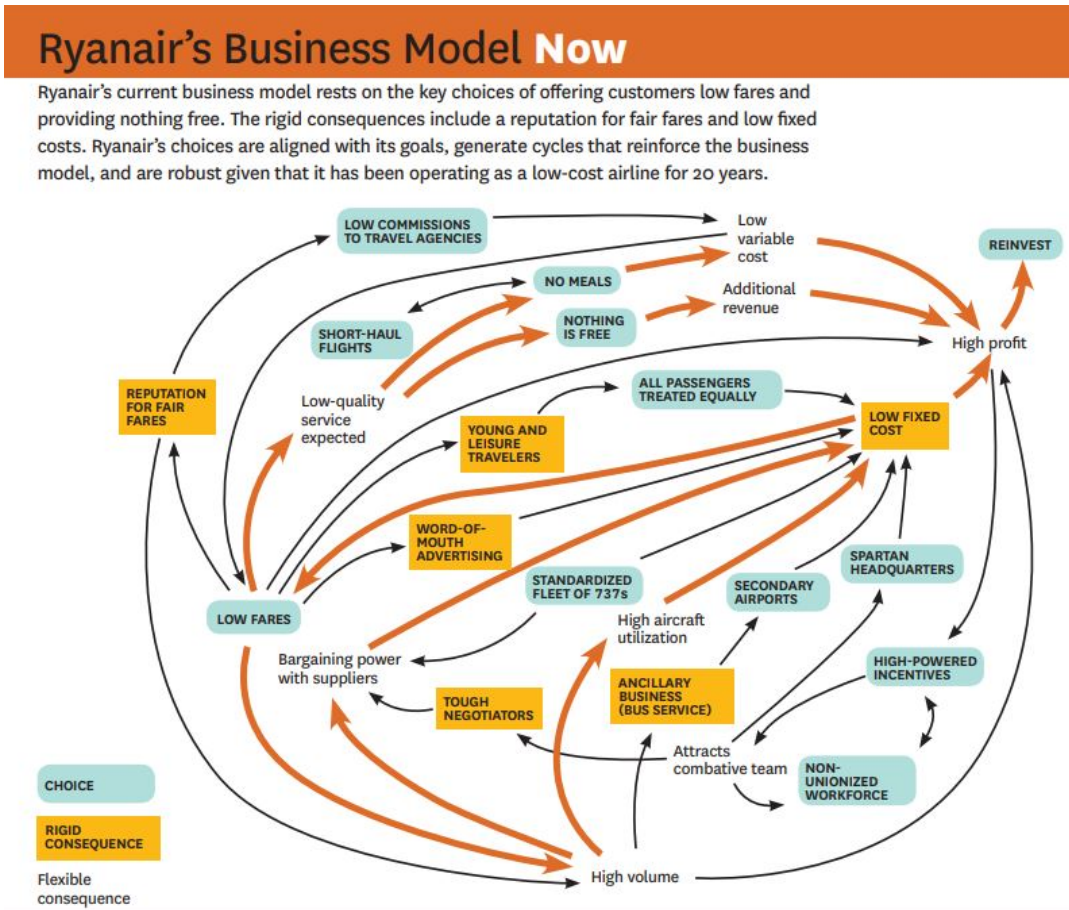 Ryanair's Business Model Now
Ryanair's current business model rests on the key choices of offering customers low fares and
providing nothing free. The rigid consequences include a reputation for fair fares and low fixed
costs. Ryanair's choices are aligned with its goals, generate cycles that reinforce the business
model, and are robust given that it has been operating as a low-cost airline for 20 years.
LOW COMMISSIONS
TO TRAVEL AGENCIES
Low
variable
cost
REINVEST
NO MEALS
Additional
revenue
SHORT-HAUL
FLIGHTS
NOTHING
IS FREE
High profit
REPUTATION
FOR FAIR
FARES
Low-quality
service
expected
ALL PASSENGERS
TREATED EQUALLY
YOUNG AND
LEISURE
TRAVELERS
LOW FIXED
COST
WORD-OF-
MOUTH
ADVERTISING
STANDARDIZED
FLEET OF 737s
SECONDARY
AIRPORTS
SPARTAN
HEADQUARTERS
LOW FARES
High aircraft
utilization
Bargaining power
with suppliers
HIGH-POWERED
INCENTIVES
TOUGH
NEGOTIATORS
ANCILLARY
BUSINESS
(BUS SERVICE)
Attracts
combative team
NON-
UNIONIZED
WORKFORCE
CHOICE
RIGID
CONSEQUENCE
Flexible
consequence
High volume